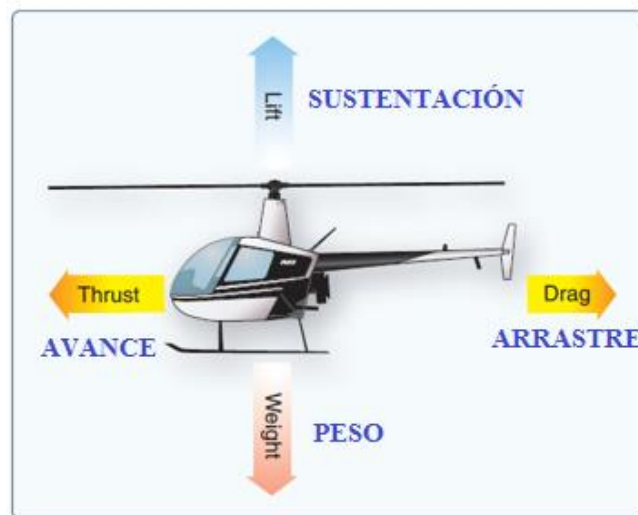 Lift
SUSTENTACIÓN
Thrust
Drag
AVANCE
ARRASTRE
Weight
PESO